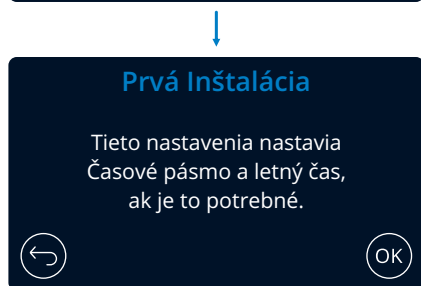 Prvá Inštalácia
Tieto nastavenia nastavia
Časové pásmo a letný čas,
ak je to potrebné.
OK